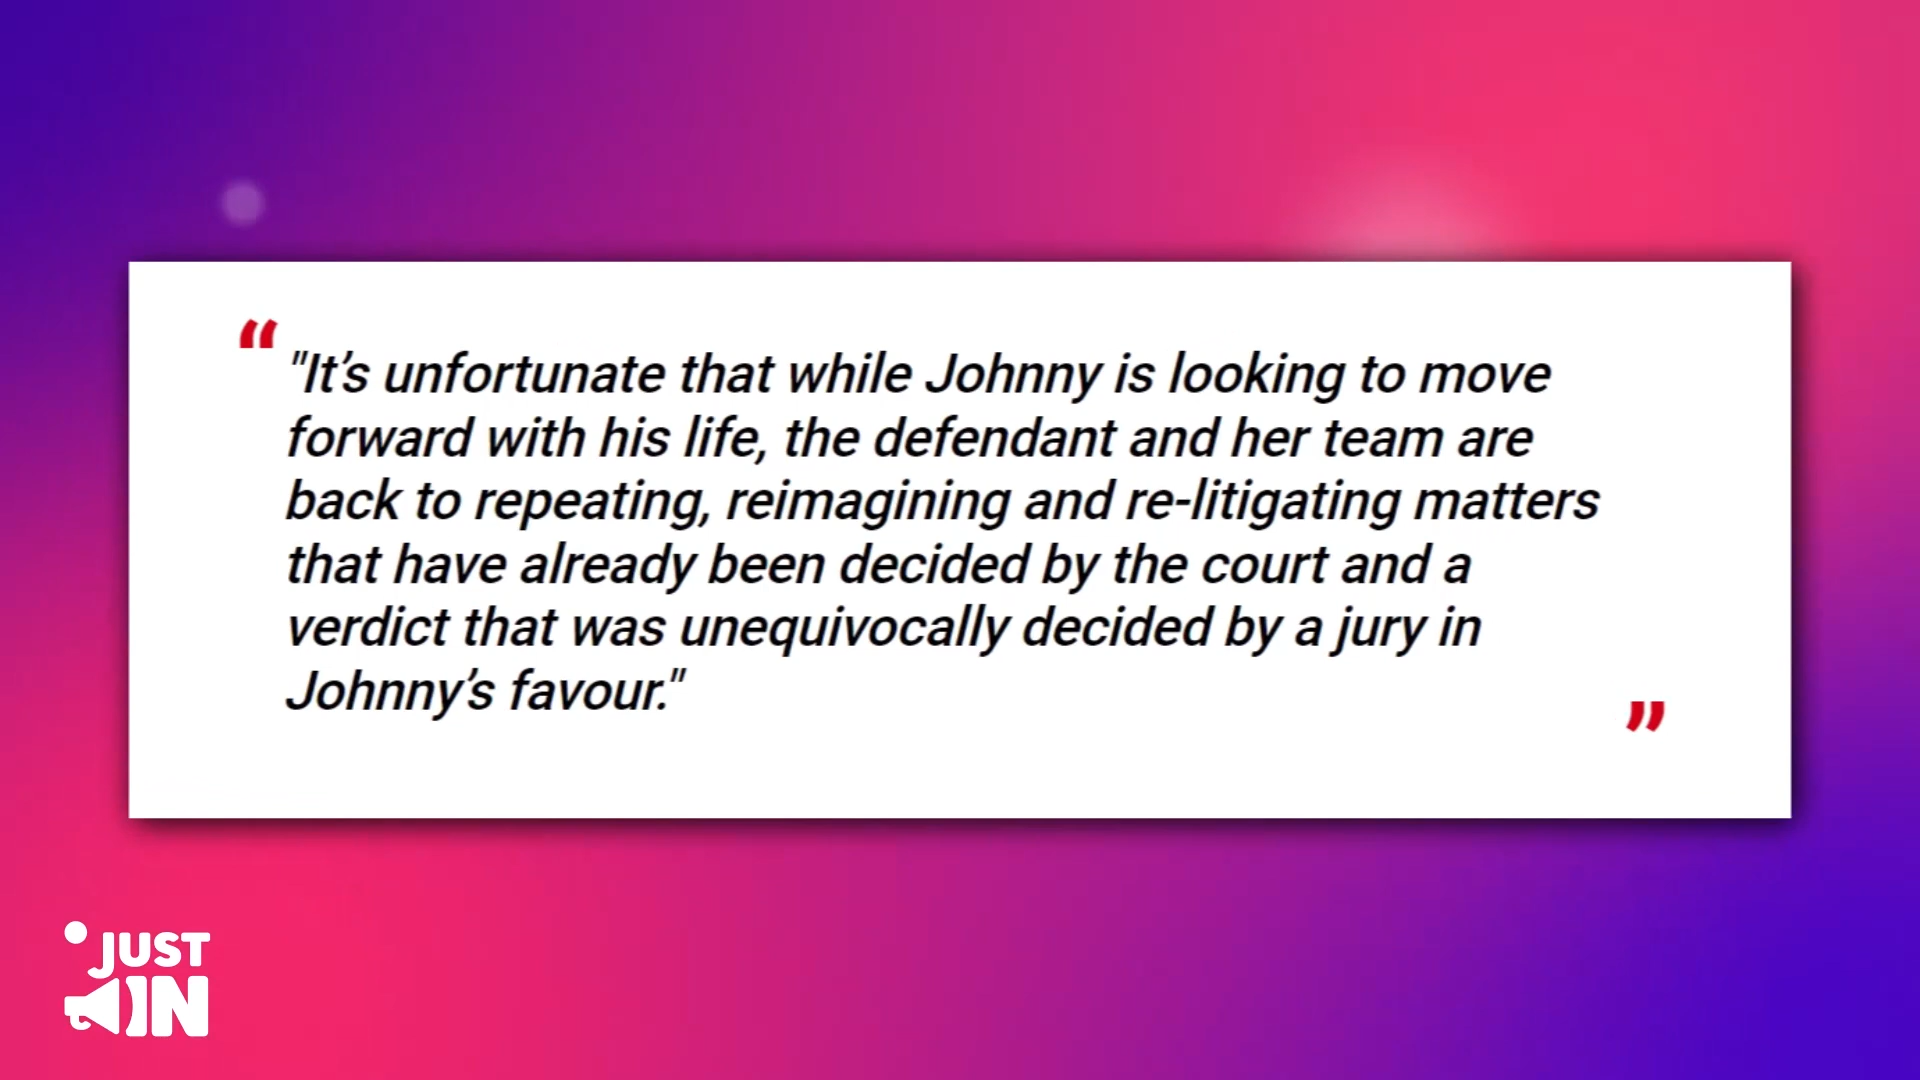 “
"It’s unfortunate that while Johnny is looking to move
forward with his life, the defendant and her team are
back to repeating, reimagining and re-litigating matters
that have already been decided by the court and a
verdict that was unequivocally decided by a jury in
Johnny’s favour."
”
JUST
IN